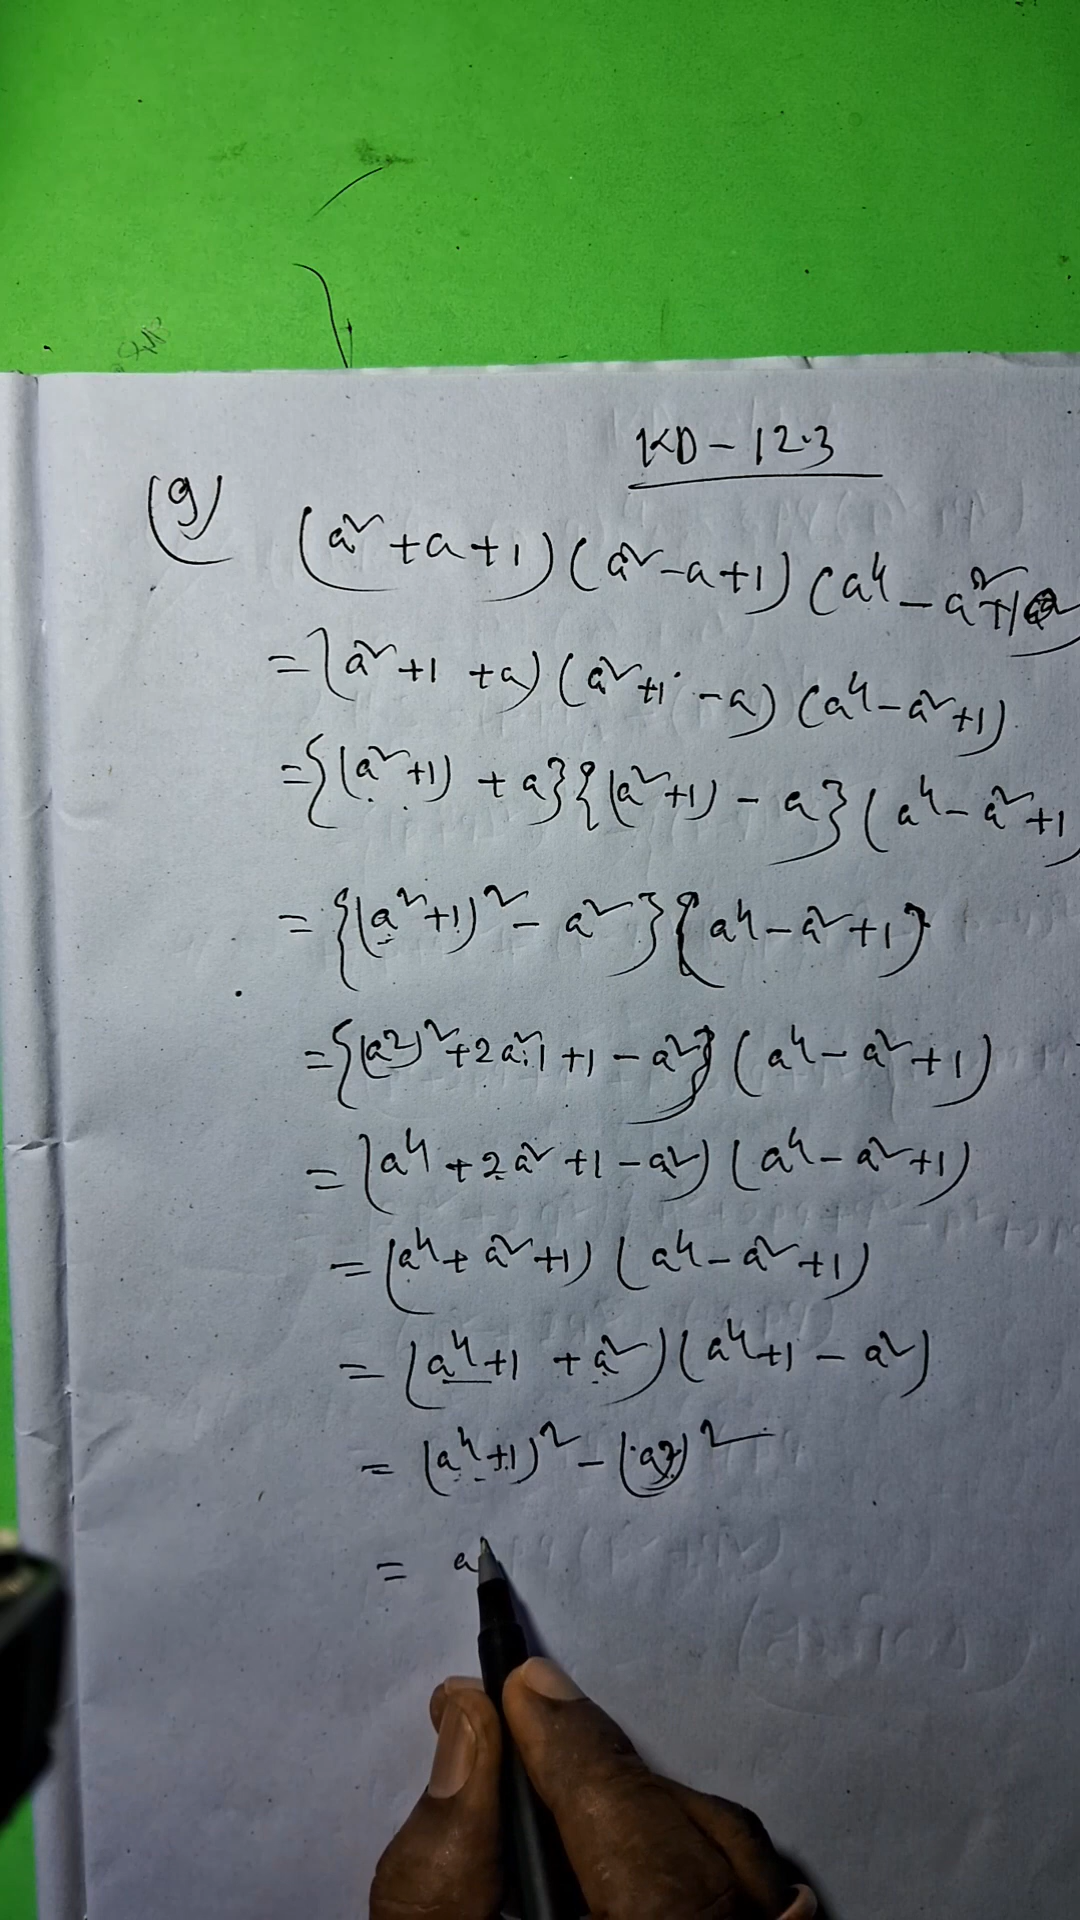 KD - 12.3
(g) (a² + a + 1) (a² - a + 1) (a⁴ - a² + 1
= (a² + 1 + a) (a² + 1 - a) (a⁴ - a² + 1)
= {(a² + 1) + a} {(a² + 1) - a} (a⁴ - a² + 1
= {(a² + 1)² - a²} {a⁴ - a² + 1}
= {(a²)² + 2a².1 + 1 - a²} (a⁴ - a² + 1)
= (a⁴ + 2a² + 1 - a²) (a⁴ - a² + 1)
= (a⁴ + a² + 1) (a⁴ - a² + 1)
= (a⁴ + 1 + a²) (a⁴ + 1 - a²)
= (a⁴ + 1)² - (a²)²
= a